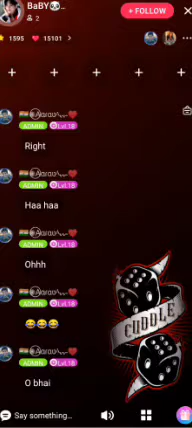 BaBY
+ FOLLOW
2
1595
15101
ADMIN Lvl.18
Right
ADMIN Lvl.18
Haa haa
ADMIN Lvl.18
Ohhh
ADMIN Lvl.18
😂😂😂
ADMIN Lvl.18
O bhai
CUDDLE
Say something...